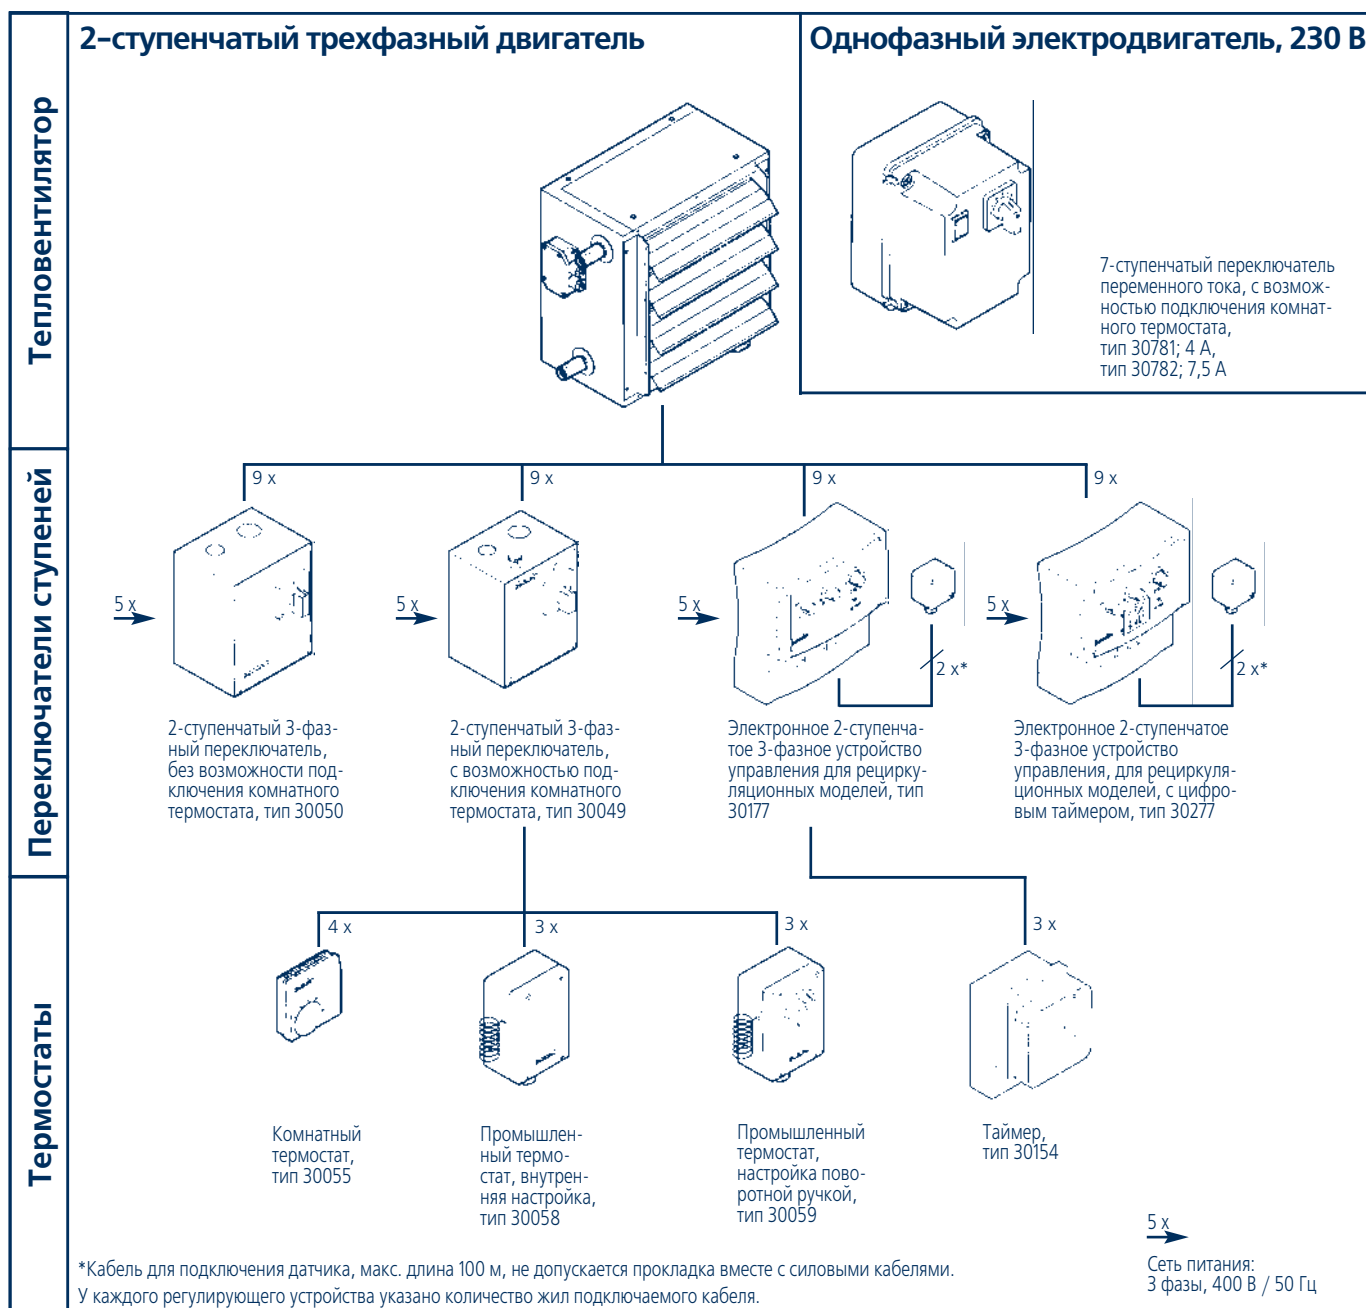 2-ступенчатый трехфазный двигатель
Однофазный электродвигатель, 230 В
Тепловентилятор
7-ступенчатый переключатель
переменного тока, с возмож-
ностью подключения комнат-
ного термостата,
тип 30781; 4 А,
тип 30782; 7,5 А
Переключатели ступеней
9 x
9 x
9 x
9 x
5 x
5 x
5 x
5 x
2 x*
2 x*
2-ступенчатый 3-фаз-
ный переключатель,
без возможности под-
ключения комнатного
термостата, тип 30050
2-ступенчатый 3-фаз-
ный переключатель,
с возможностью под-
ключения комнатного
термостата, тип 30049
Электронное 2-ступенча-
тое 3-фазное устройство
управления для рецирку-
ляционных моделей, тип
30177
Электронное 2-ступенчатое
3-фазное устройство
управления, для рециркуля-
ционных моделей, с цифро-
вым таймером, тип 30277
Термостаты
4 x
3 x
3 x
3 x
Комнатный
термостат,
тип 30055
Промышлен-
ный термо-
стат, внутрен-
няя настройка,
тип 30058
Промышленный
термостат,
настройка пово-
ротной ручкой,
тип 30059
Таймер,
тип 30154
5 x
Сеть питания:
3 фазы, 400 В / 50 Гц
*Кабель для подключения датчика, макс. длина 100 м, не допускается прокладка вместе с силовыми кабелями.
У каждого регулирующего устройства указано количество жил подключаемого кабеля.